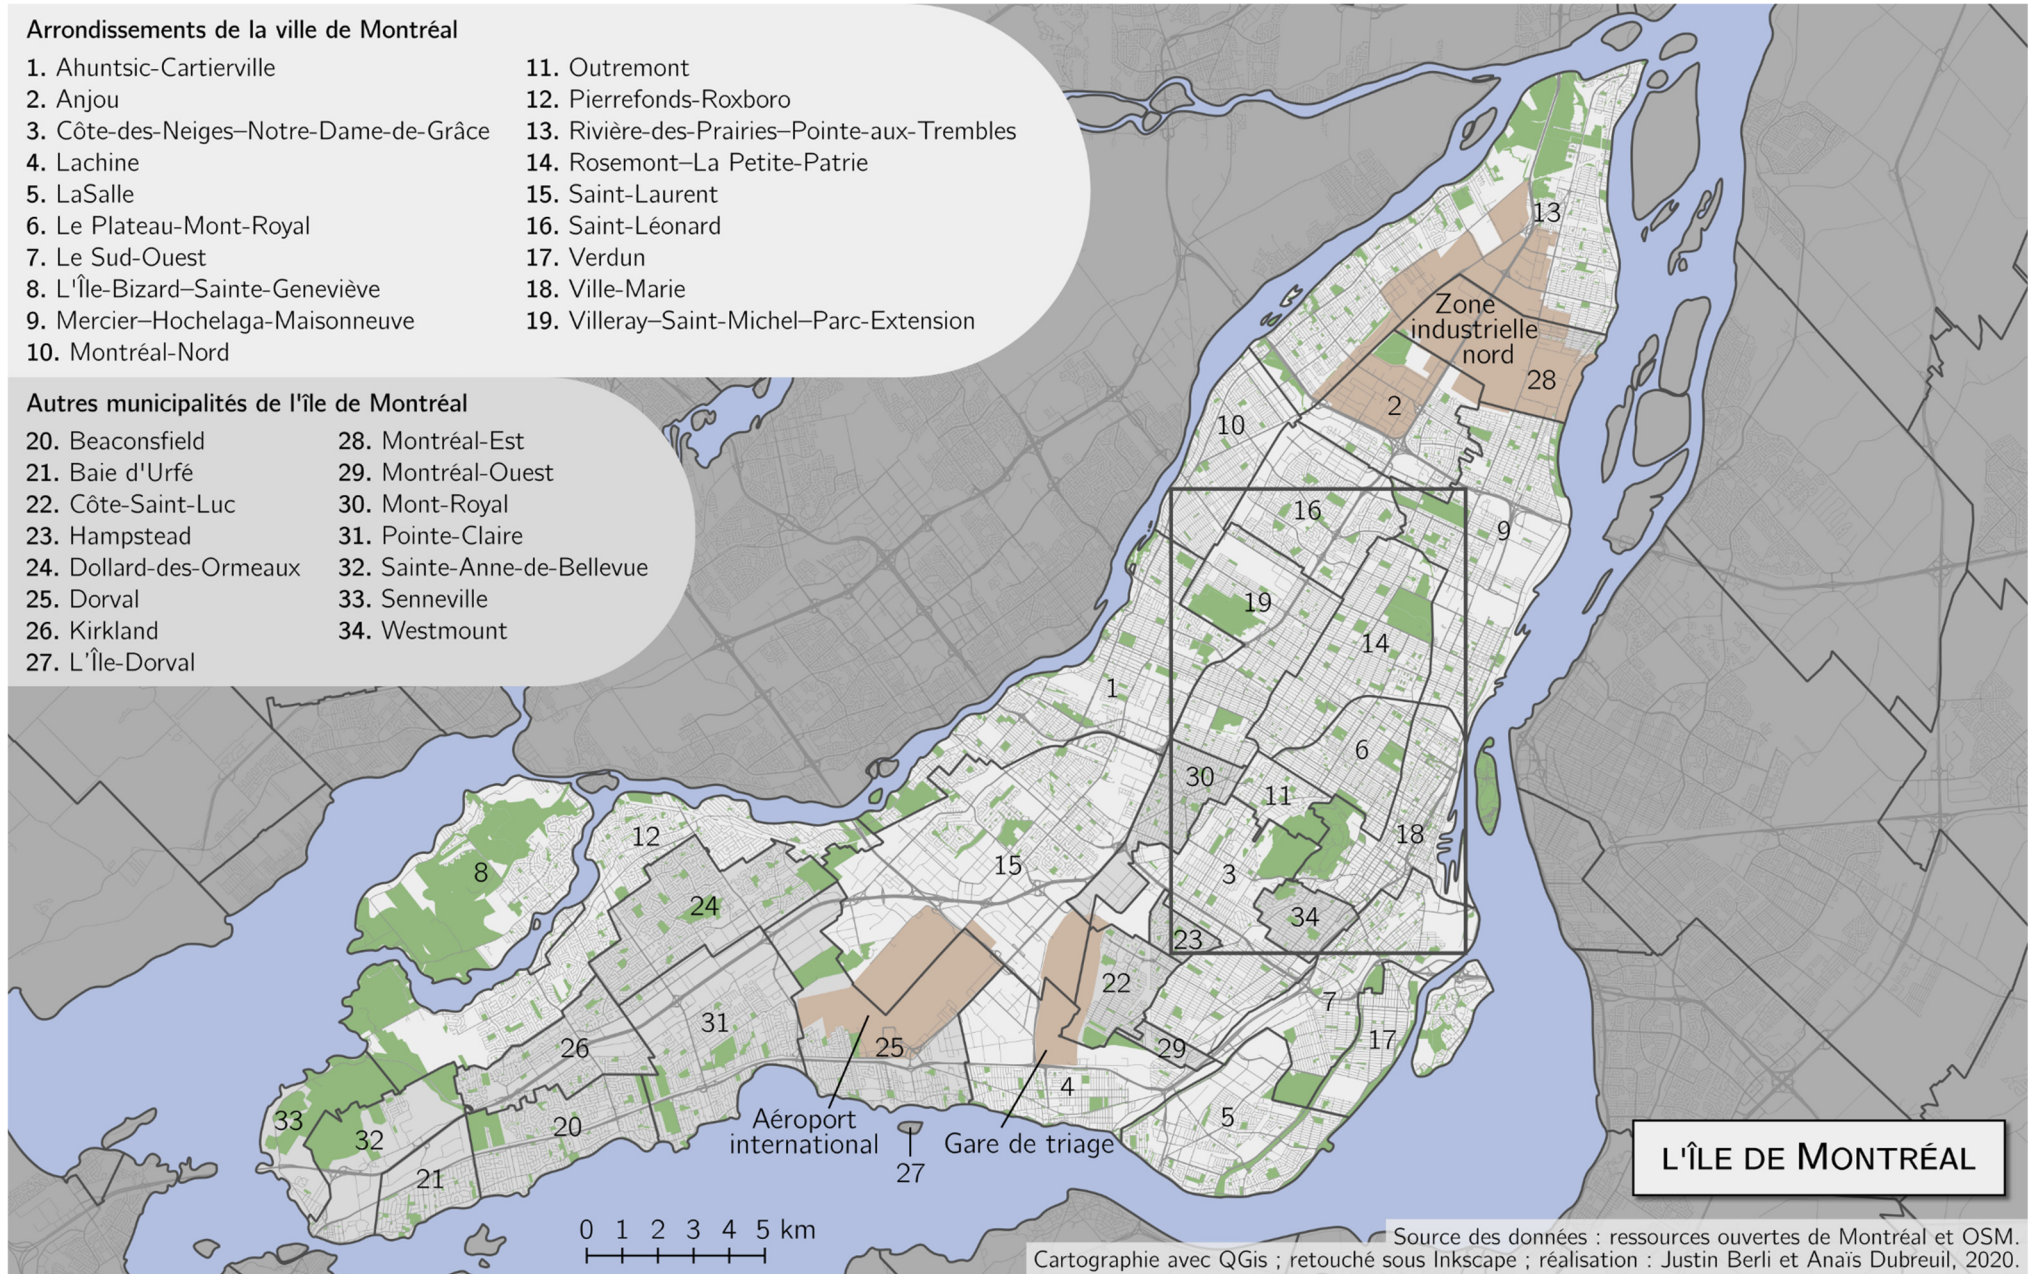 Arrondissements de la ville de Montréal
1. Ahuntsic-Cartierville
2. Anjou
3. Côte-des-Neiges–Notre-Dame-de-Grâce
4. Lachine
5. LaSalle
6. Le Plateau-Mont-Royal
7. Le Sud-Ouest
8. L'Île-Bizard–Sainte-Geneviève
9. Mercier–Hochelaga-Maisonneuve
10. Montréal-Nord
11. Outremont
12. Pierrefonds-Roxboro
13. Rivière-des-Prairies–Pointe-aux-Trembles
14. Rosemont–La Petite-Patrie
15. Saint-Laurent
16. Saint-Léonard
17. Verdun
18. Ville-Marie
19. Villeray–Saint-Michel–Parc-Extension
Autres municipalités de l'île de Montréal
20. Beaconsfield
21. Baie d'Urfé
22. Côte-Saint-Luc
23. Hampstead
24. Dollard-des-Ormeaux
25. Dorval
26. Kirkland
27. L'Île-Dorval
28. Montréal-Est
29. Montréal-Ouest
30. Mont-Royal
31. Pointe-Claire
32. Sainte-Anne-de-Bellevue
33. Senneville
34. Westmount
13
Zone
industrielle
nord
28
2
10
16
9
19
14
1
6
30
11
12
18
15
8
3
24
34
23
22
7
31
17
26
25
29
4
33
20
5
32
21
Aéroport
international
Gare de triage
27
L'ÎLE DE MONTRÉAL
0 1 2 3 4 5 km
Source des données : ressources ouvertes de Montréal et OSM.
Cartographie avec QGis ; retouché sous Inkscape ; réalisation : Justin Berli et Anaïs Dubreuil, 2020.